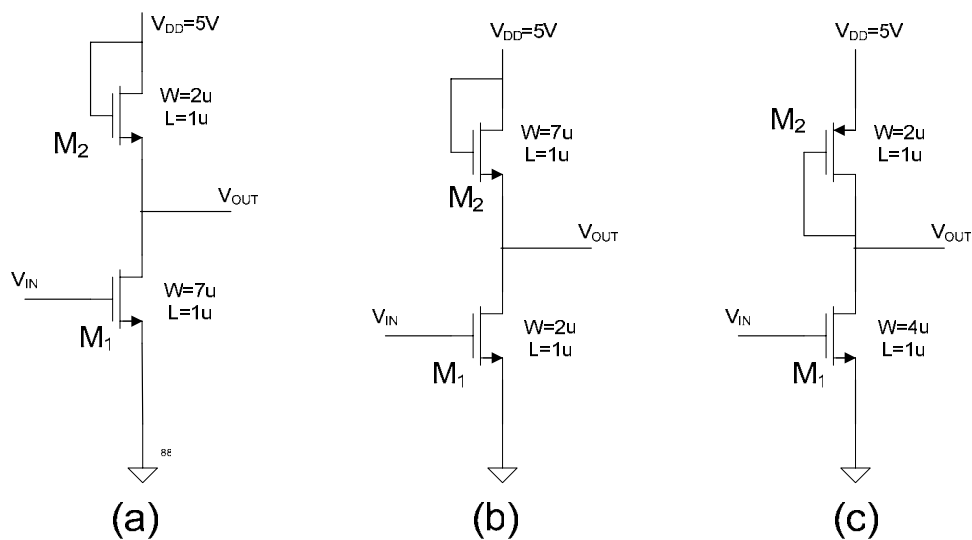 V_DD=5V
W=2u
L=1u
M_2
V_OUT
V_IN
W=7u
L=1u
M_1
88
(a)
V_DD=5V
W=7u
L=1u
M_2
V_OUT
V_IN
W=2u
L=1u
M_1
(b)
V_DD=5V
M_2
W=2u
L=1u
V_OUT
V_IN
W=4u
L=1u
M_1
(c)